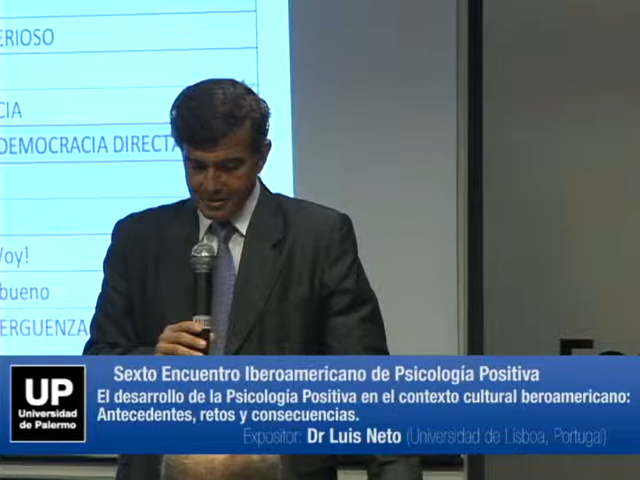 ERIOSO
CIA
DEMOCRACIA DIRECTA
Voy!
bueno
ERGUENZA
UP
Universidad
de Palermo
Sexto Encuentro Iberoamericano de Psicología Positiva
El desarrollo de la Psicología Positiva en el contexto cultural beroamericano:
Antecedentes, retos y consecuencias.
Expositor: Dr Luis Neto (Universidad de Lisboa, Portugal)